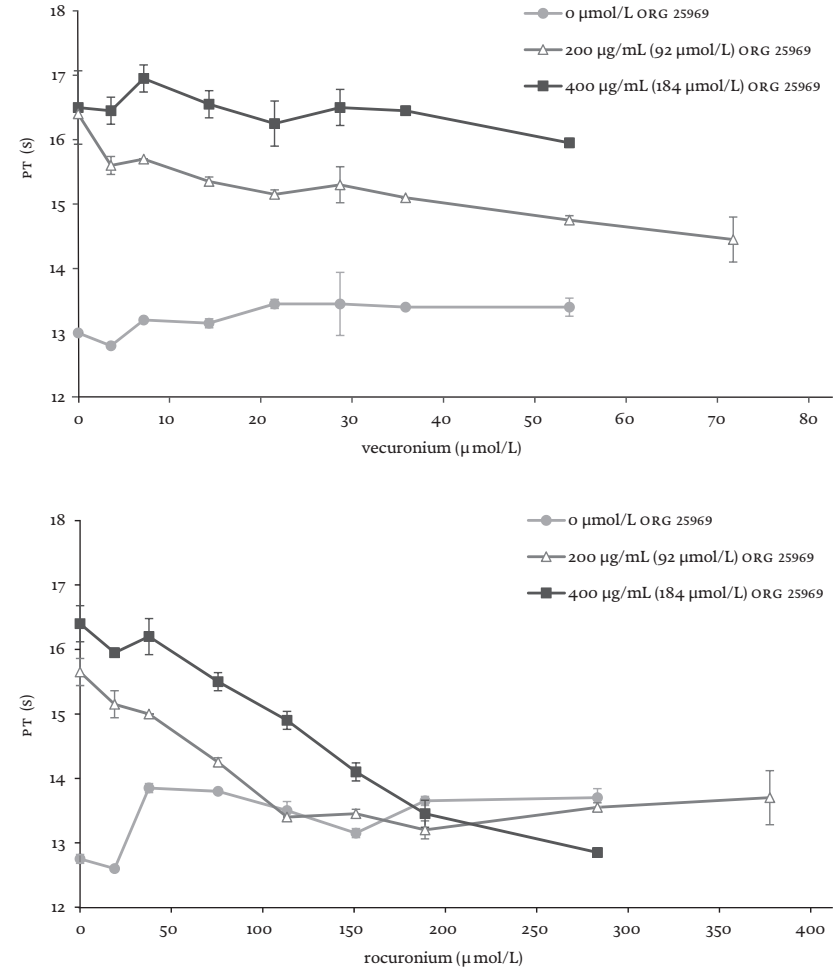 18
17
16
15
14
13
12
PT (s)
0 µmol/L ORG 25969
200 µg/mL (92 µmol/L) ORG 25969
400 µg/mL (184 µmol/L) ORG 25969
0 10 20 30 40 50 60 70 80
vecuronium (µmol/L)
18
17
16
15
14
13
12
PT (s)
0 µmol/L ORG 25969
200 µg/mL (92 µmol/L) ORG 25969
400 µg/mL (184 µmol/L) ORG 25969
0 50 100 150 200 250 300 350 400
rocuronium (µmol/L)